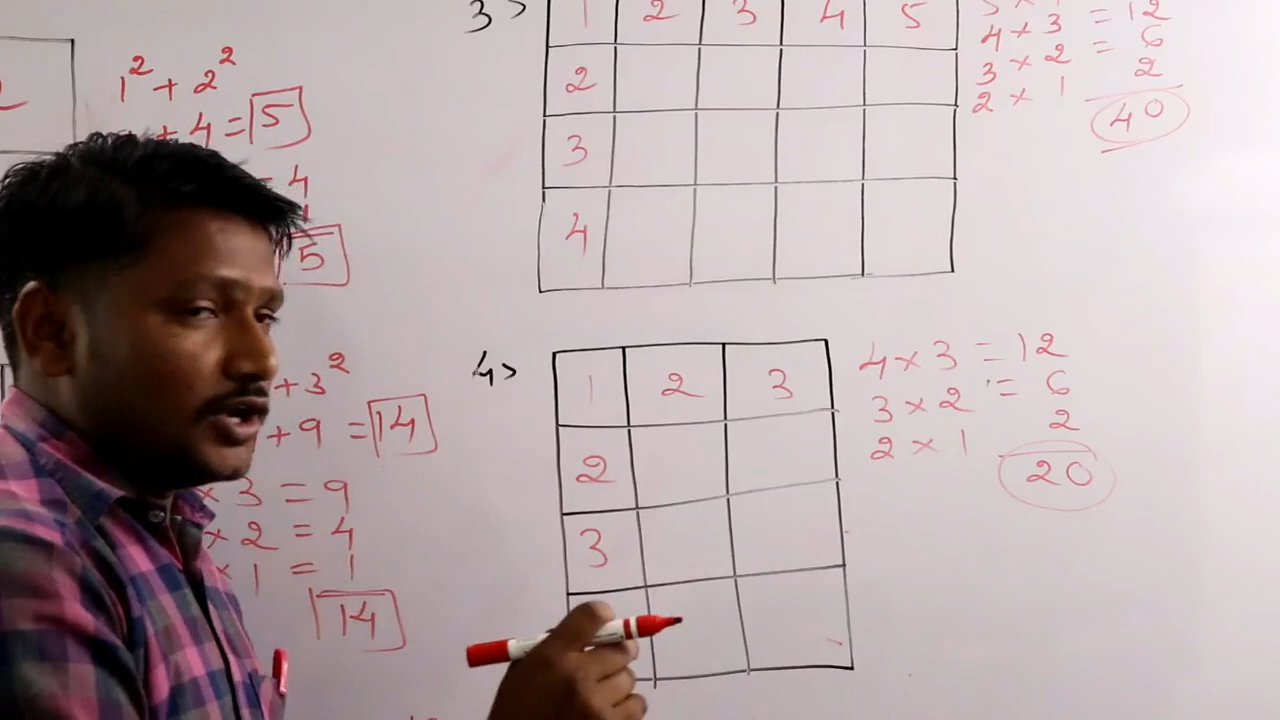 1² + 2²
+ 4 = 5
= 4
5
+ 3²
+ 9 = 14
× 3 = 9
× 2 = 4
× 1 = 1
14
3>
1 2 3 4 5
2
3
4
= 12
4 × 3 = 6
3 × 2 2
2 × 1
40
4>
1 2 3
2
3
4 × 3 = 12
3 × 2 = 6
2 × 1 2
20